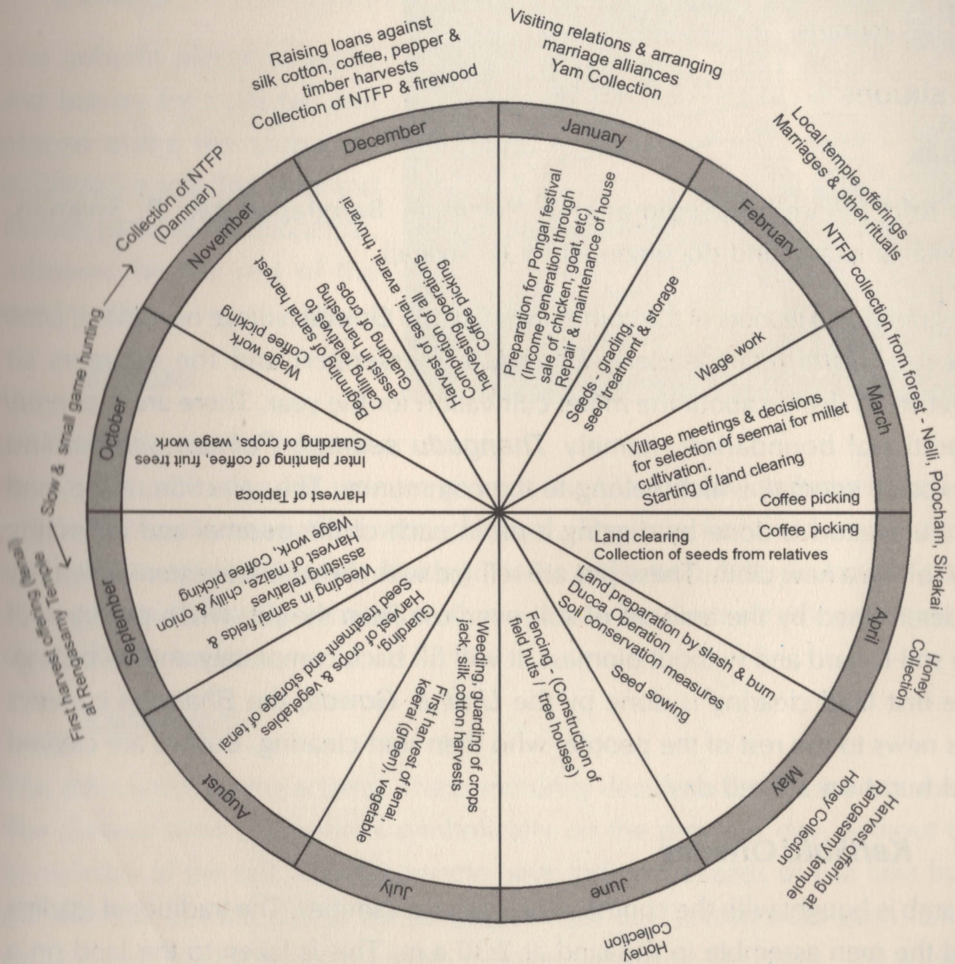 Visiting relations & arranging
marriage alliances
Yam Collection
January
Preparation for Pongal festival
(Income generation through
sale of chicken, goat, etc)
Repair & maintenance of house
Local temple offerings
Marriages & other rituals
NTFP collection from forest - Nelli, Poocham, Sikakai
February
Seeds - grading,
seed treatment & storage
Wage work
March
Village meetings & decisions
for selection of seemai for millet
cultivation.
Starting of land clearing
Coffee picking
April
Coffee picking
Land clearing
Collection of seeds from relatives
Honey
Collection
May
Land preparation by slash & burn
Ducca Operation
Soil conservation measures
Seed sowing
Harvest offering at
Rangasamy temple
Honey Collection
June
Fencing - (Construction of
field huts / tree houses)
Honey
Collection
July
Weeding, guarding of crops
jack, silk cotton harvests
First harvest of tenai,
keerai (green), vegetable
August
Guarding,
Harvest of crops & vegetables
Ceed treatment and storage of tenai
September
Weeding in samai fields &
assisting relatives
Harvest of maize, chilly & onion
Wage work, Coffee picking
First harvest offering (tenai)
at Rengasamy Temple
Slow & small game hunting
October
Harvest of Tapioca
Inter planting of coffee, fruit trees
Guarding of crops, wage work
November
Wage work
Coffee picking
Beginning of samai harvest
Calling relatives to
assist in harvesting
Guarding of crops
Collection of NTFP
(Dammar)
December
Harvest of samai, avarai, thuvarai
Completion of all
harvesting operations
Coffee picking
Raising loans against
silk cotton, coffee, pepper &
timber harvests
Collection of NTFP & firewood